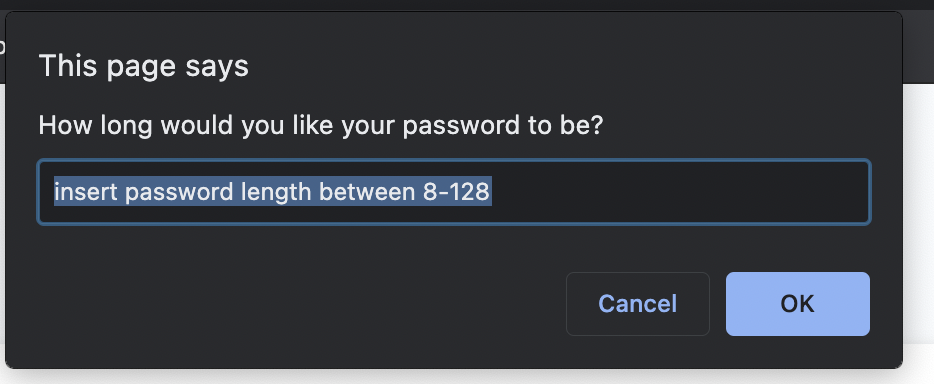 This page says
How long would you like your password to be?
insert password length between 8-128
Cancel
OK